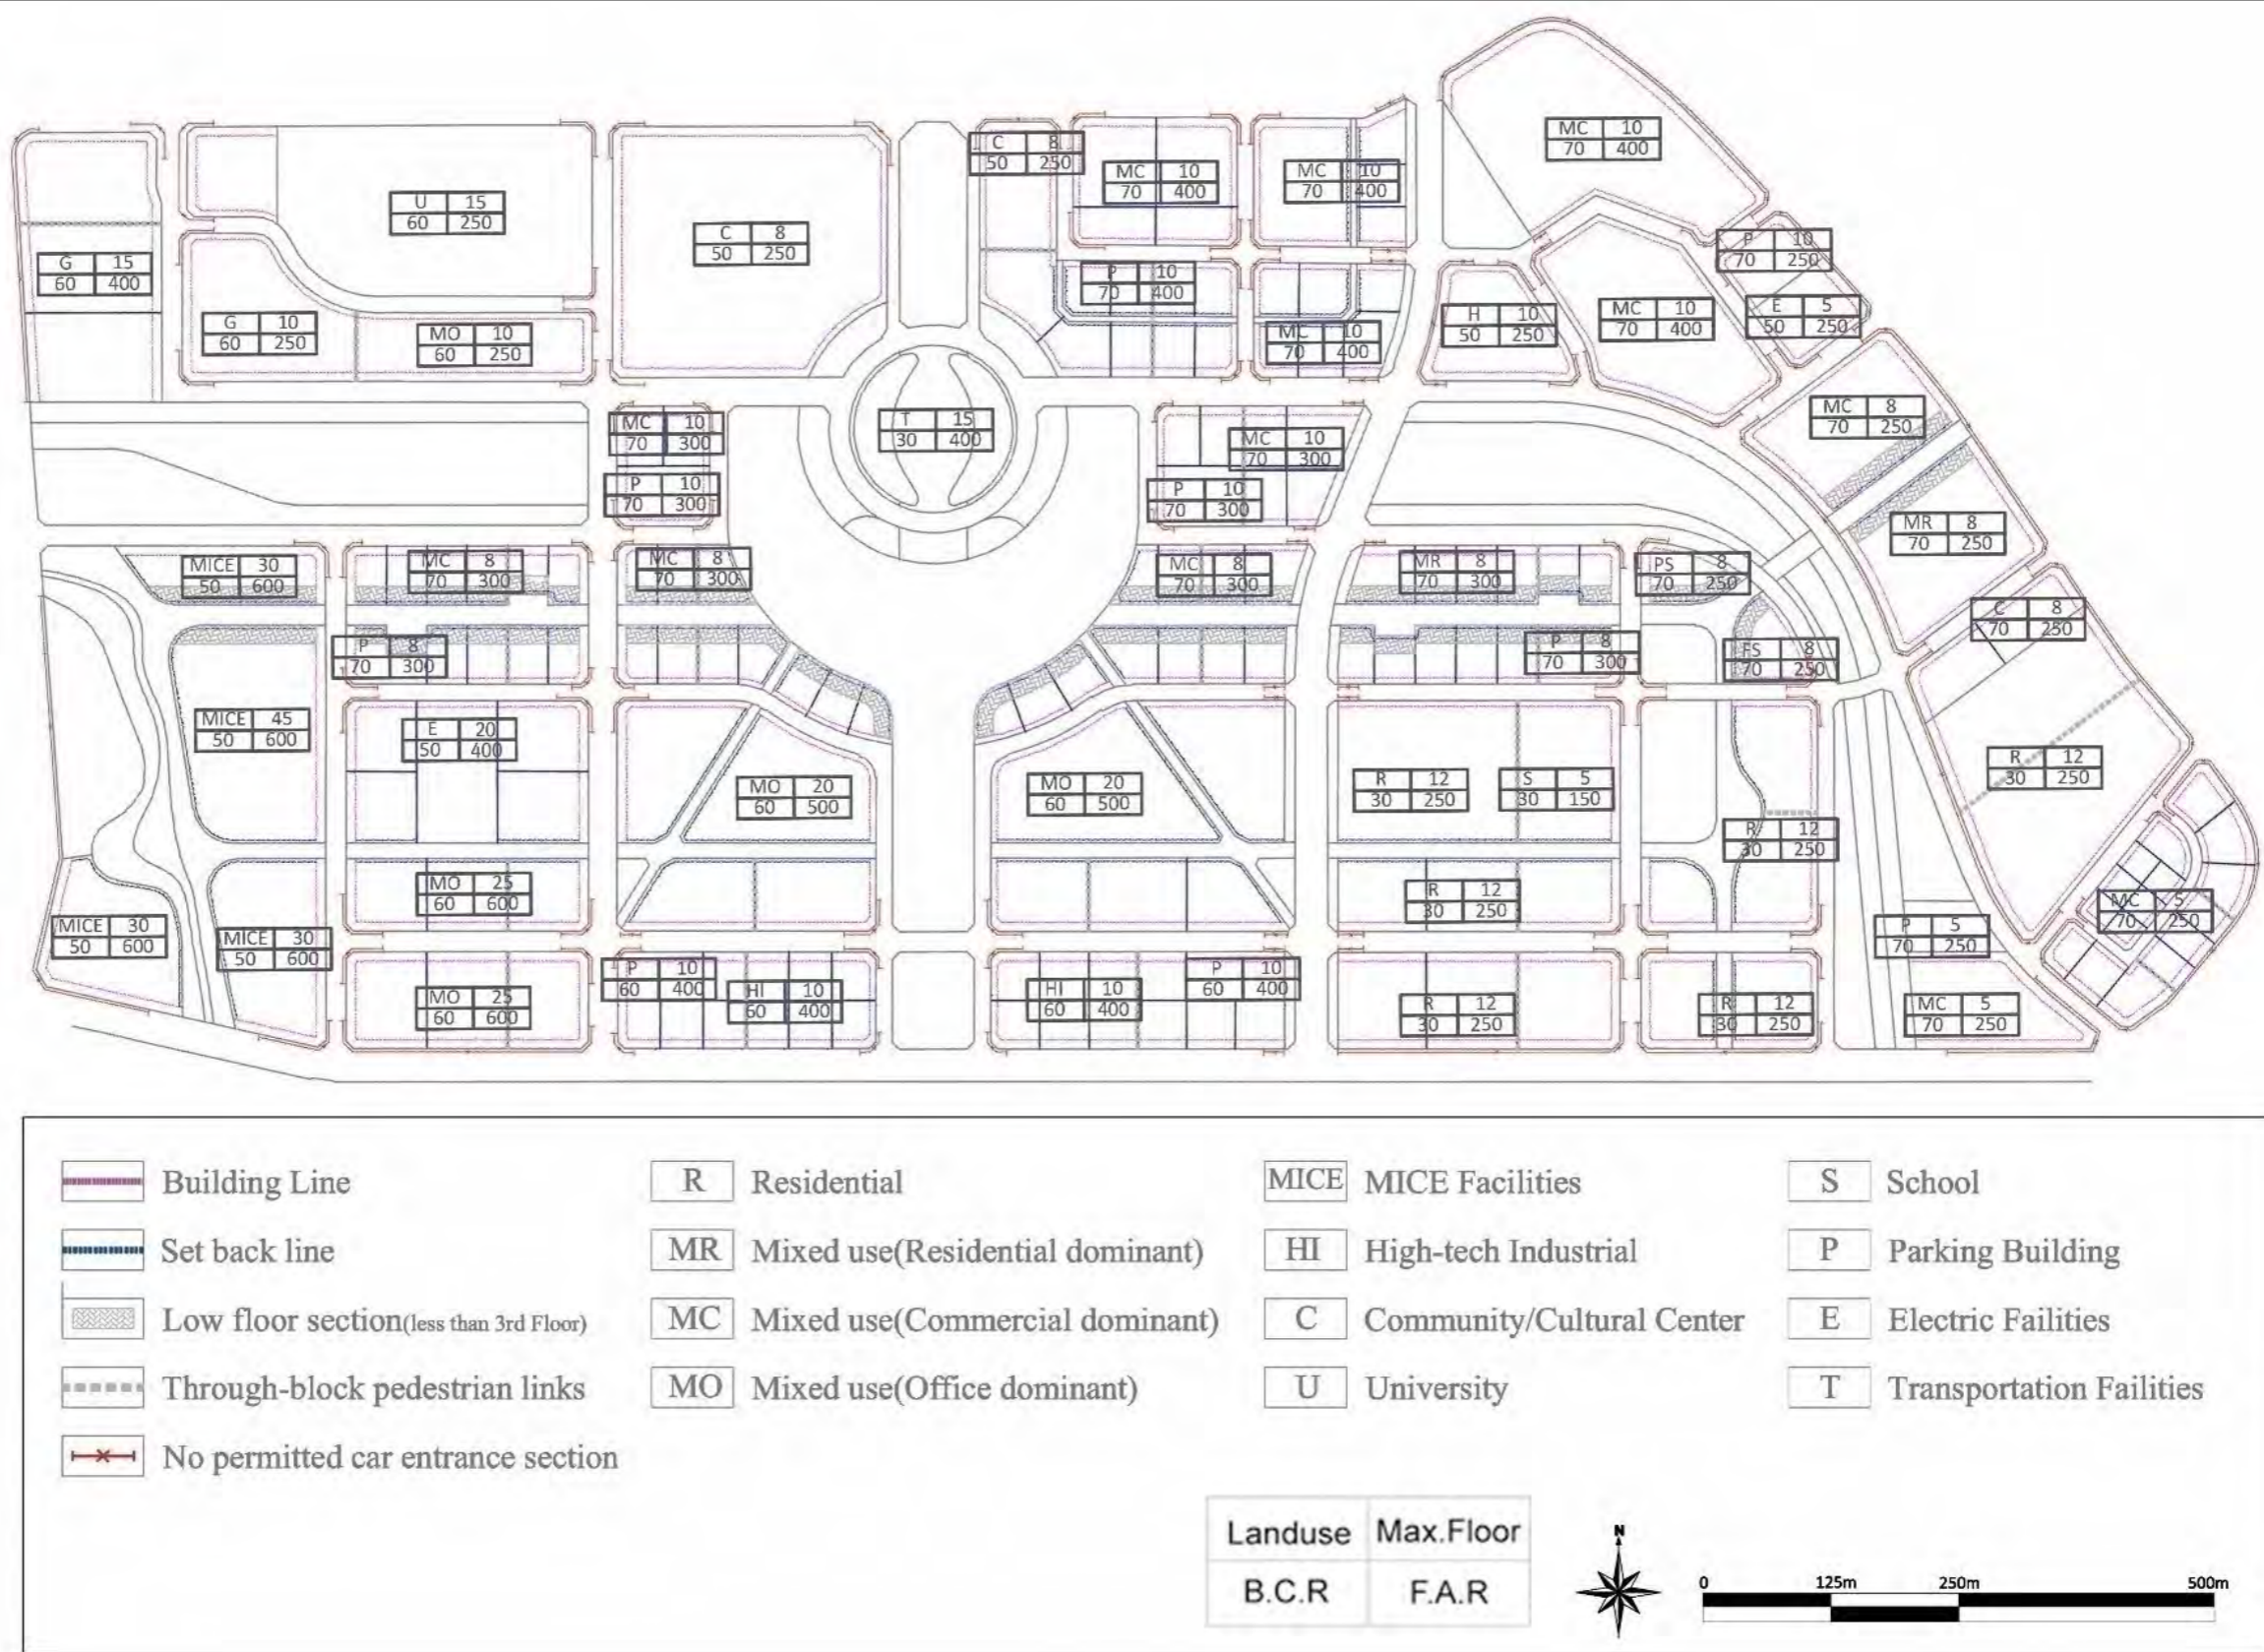 MC 10
70 400
C 8
50 250
MC 10
70 400
MC 10
70 400
U 15
60 250
C 8
50 250
P 10
70 250
G 15
60 400
P 10
70 400
E 5
50 250
G 10
60 250
MO 10
60 250
MC 10
70 400
H 10
50 250
MC 10
70 400
MC 8
70 250
MC 10
70 300
T 15
30 400
MC 10
70 300
P 10
70 300
P 10
70 300
MR 8
70 250
MICE 30
50 600
MC 8
70 300
MC 8
70 300
MC 8
70 300
MR 8
70 300
PS 8
70 250
C 8
70 250
P 8
70 300
P 8
70 300
FS 8
70 250
MICE 45
50 600
E 20
50 400
MO 20
60 500
MO 20
60 500
R 12
30 250
S 5
30 150
R 12
30 250
R 12
30 250
MO 25
60 600
R 12
30 250
MC 5
70 250
MICE 30
50 600
MICE 30
50 600
P 5
70 250
MO 25
60 600
P 10
60 400
HI 10
60 400
HI 10
60 400
P 10
60 400
R 12
30 250
R 12
30 250
MC 5
70 250
Building Line
Set back line
Low floor section(less than 3rd Floor)
Through-block pedestrian links
No permitted car entrance section
R Residential
MR Mixed use(Residential dominant)
MC Mixed use(Commercial dominant)
MO Mixed use(Office dominant)
MICE MICE Facilities
HI High-tech Industrial
C Community/Cultural Center
U University
S School
P Parking Building
E Electric Failities
T Transportation Failities
Landuse Max.Floor
B.C.R F.A.R
N
0 125m 250m 500m